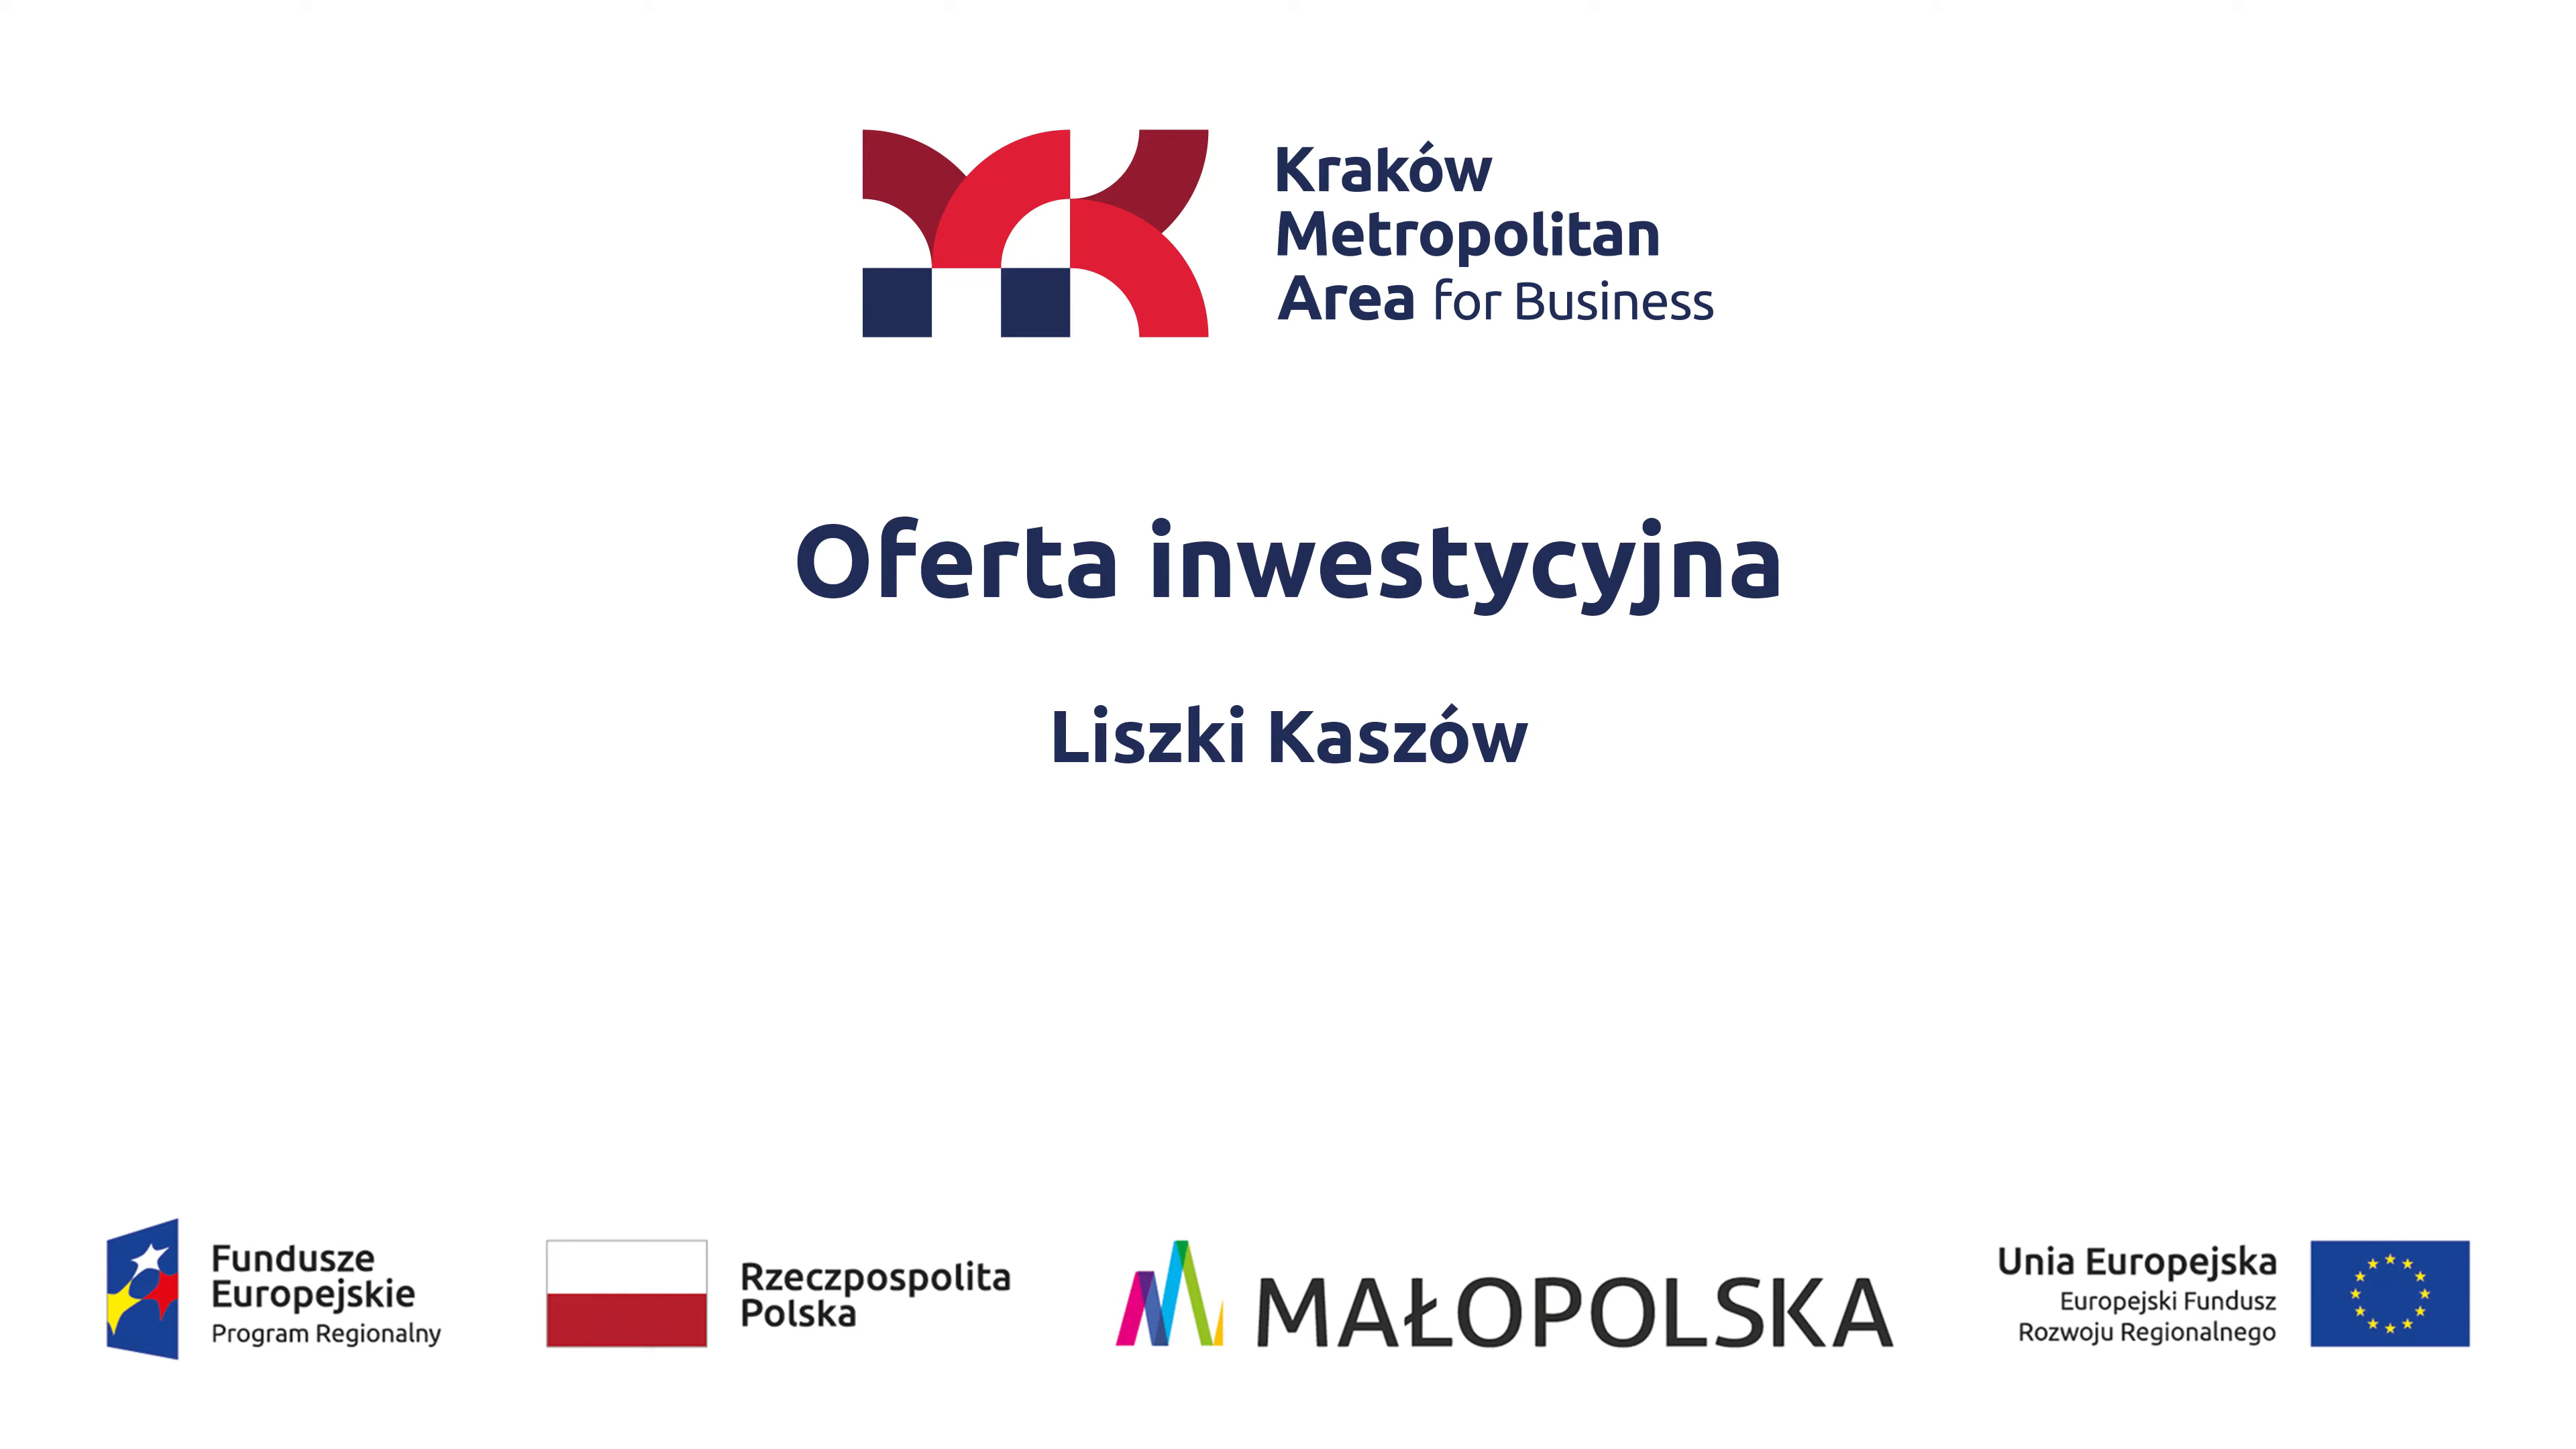 Kraków
Metropolitan
Area for Business
Oferta inwestycyjna
Liszki Kaszów
Fundusze
Europejskie
Program Regionalny
Rzeczpospolita
Polska
MAŁOPOLSKA
Unia Europejska
Europejski Fundusz
Rozwoju Regionalnego